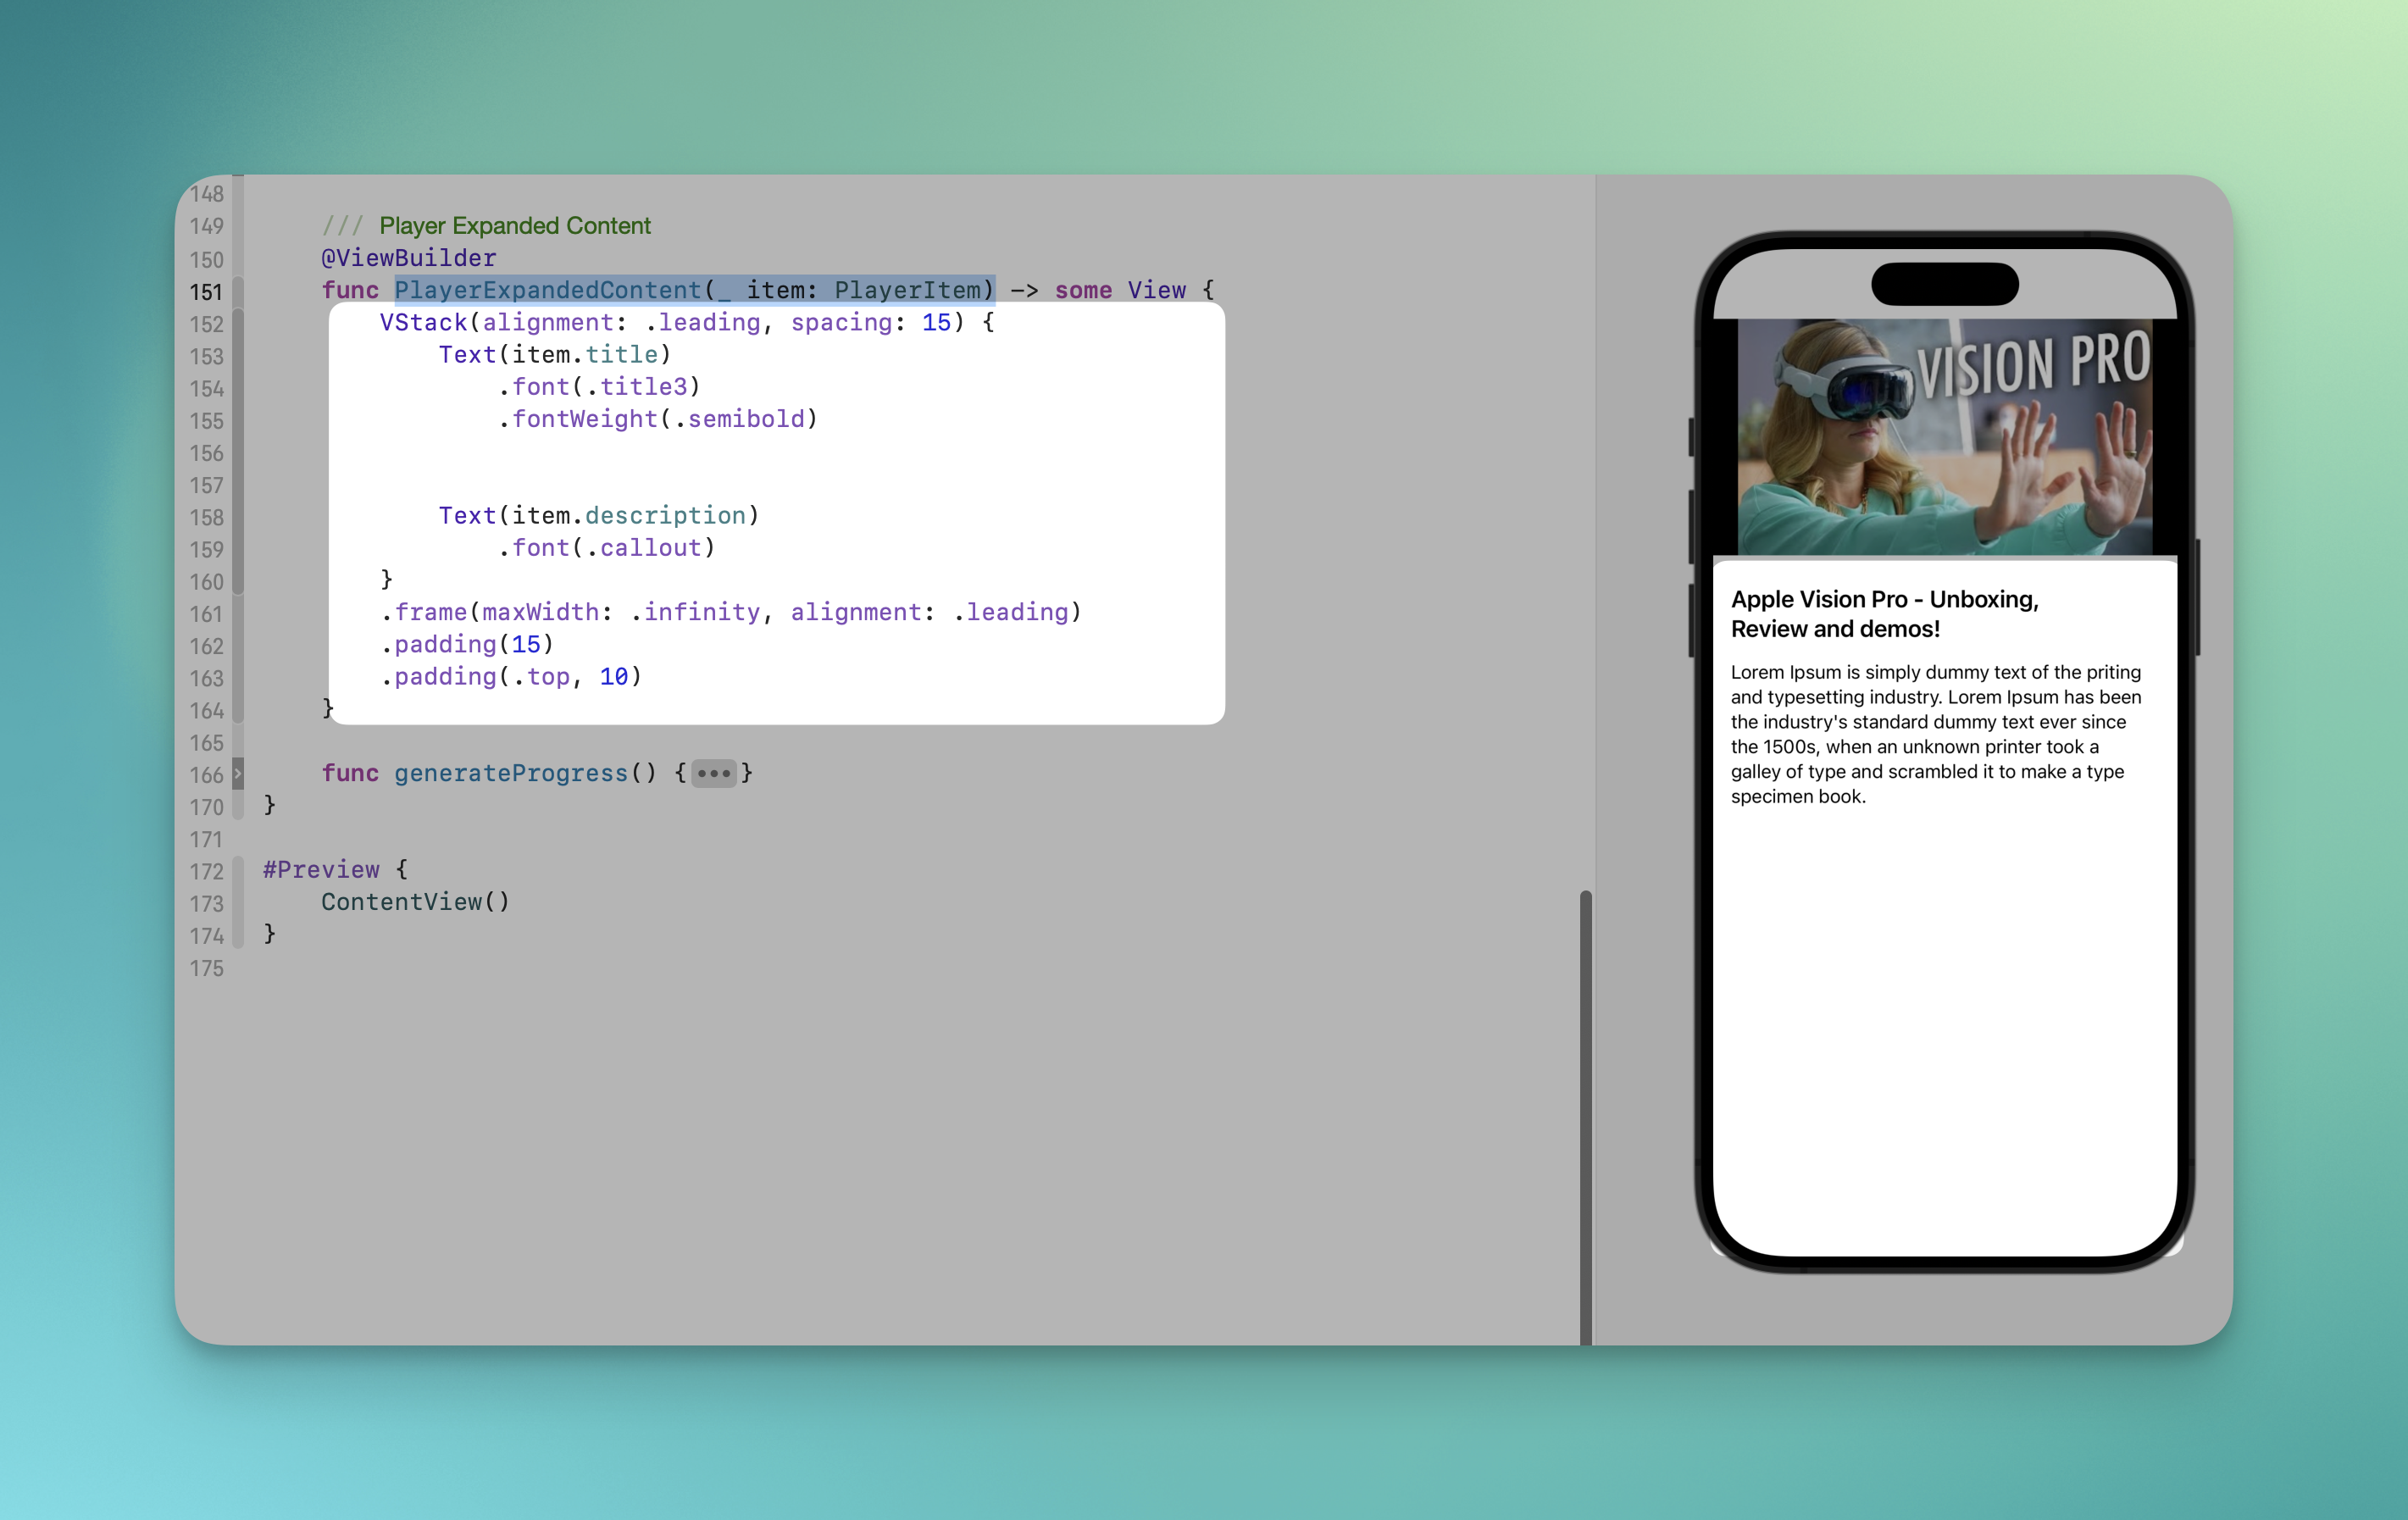 148
149 /// Player Expanded Content
150 @ViewBuilder
151 func PlayerExpandedContent(_ item: PlayerItem) -> some View {
152 VStack(alignment: .leading, spacing: 15) {
153 Text(item.title)
154 .font(.title3)
155 .fontWeight(.semibold)
156
157
158 Text(item.description)
159 .font(.callout)
160 }
161 .frame(maxWidth: .infinity, alignment: .leading)
162 .padding(15)
163 .padding(.top, 10)
164 }
165
166 func generateProgress() {•••}
170 }
171
172 #Preview {
173 ContentView()
174 }
175
VISION PRO
Apple Vision Pro - Unboxing,
Review and demos!
Lorem Ipsum is simply dummy text of the priting
and typesetting industry. Lorem Ipsum has been
the industry's standard dummy text ever since
the 1500s, when an unknown printer took a
galley of type and scrambled it to make a type
specimen book.